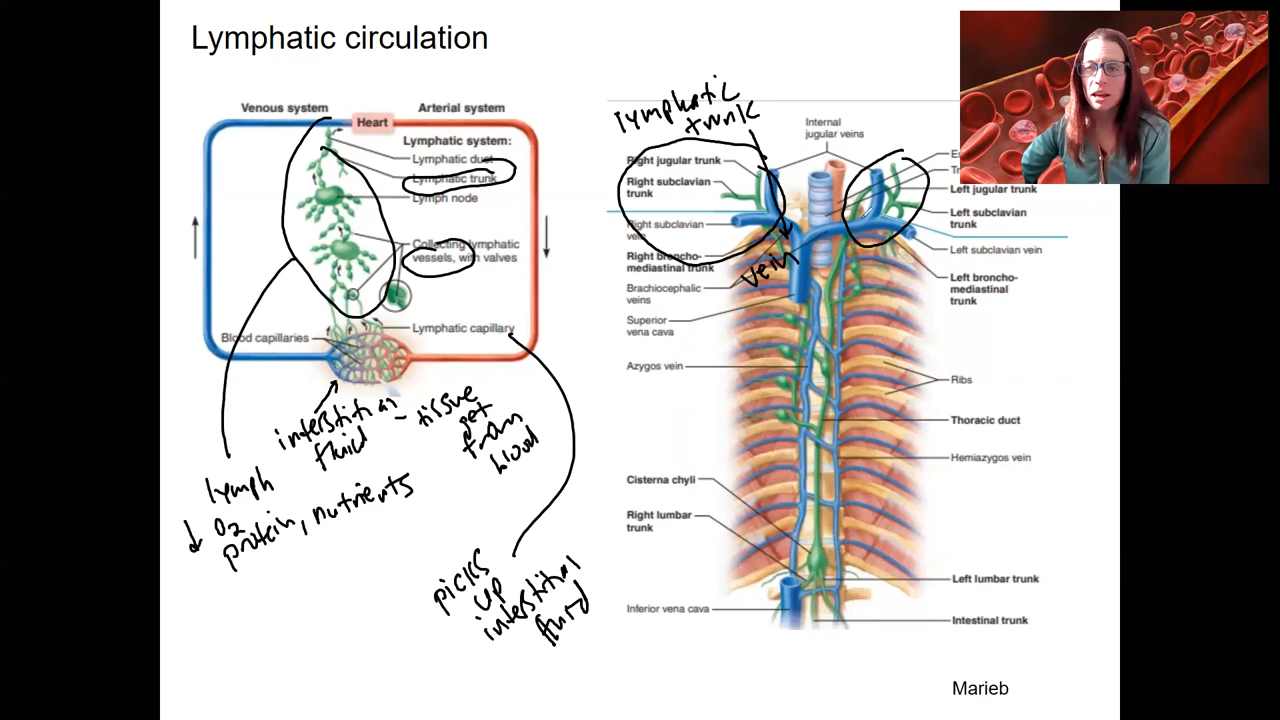 Lymphatic circulation
Venous system
Arterial system
Heart
Lymphatic system:
Lymphatic duct
Lymphatic trunk
Lymph node
Collecting lymphatic
vessels, with valves
Blood capillaries
Lymphatic capillary
interstitial
fluid
- tissue
get
from
blood
lymph
↓ O2
protein, nutrients
picks
up
interstitial
fluid
lymphatic
trunk
vein
Internal
jugular veins
Right jugular trunk
Right subclavian
trunk
Right subclavian
vein
Right broncho-
mediastinal trunk
Brachiocephalic
veins
Superior
vena cava
Azygos vein
Cisterna chyli
Right lumbar
trunk
Inferior vena cava
Left jugular trunk
Left subclavian
trunk
Left subclavian vein
Left broncho-
mediastinal
trunk
Ribs
Thoracic duct
Hemiazygos vein
Left lumbar trunk
Intestinal trunk
Marieb